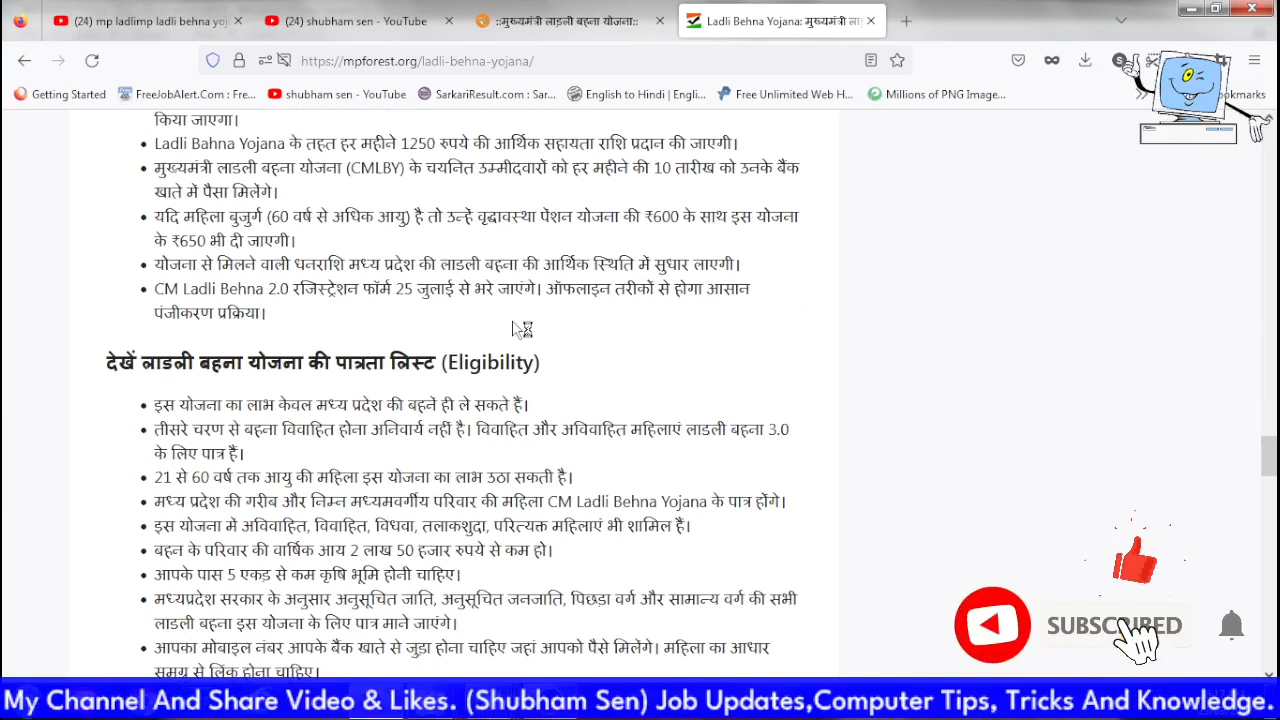 (24) mp ladlimp ladli behna yoj
(24) shubham sen - YouTube
::मुख्यमंत्री लाड़ली बहना योजना::
Ladli Behna Yojana: मुख्यमंत्री ला
https://mpforest.org/ladli-behna-yojana/
Getting Started
FreeJobAlert.Com : Fre...
shubham sen - YouTube
SarkariResult.com : Sar...
English to Hindi | Engli...
Free Unlimited Web H...
Millions of PNG Image...
किया जाएगा।
• Ladli Bahna Yojana के तहत हर महीने 1250 रुपये की आर्थिक सहायता राशि प्रदान की जाएगी।
• मुख्यमंत्री लाडली बहना योजना (CMLBY) के चयनित उम्मीदवारों को हर महीने की 10 तारीख को उनके बैंक
खाते में पैसा मिलेंगे।
• यदि महिला बुजुर्ग (60 वर्ष से अधिक आयु) है तो उन्हें वृद्धावस्था पेंशन योजना की ₹600 के साथ इस योजना
के ₹650 भी दी जाएगी।
• योजना से मिलने वाली धनराशि मध्य प्रदेश की लाडली बहना की आर्थिक स्थिति में सुधार लाएगी।
• CM Ladli Behna 2.0 रजिस्ट्रेशन फॉर्म 25 जुलाई से भरे जाएंगे। ऑफलाइन तरीकों से होगा आसान
पंजीकरण प्रक्रिया।
देखें लाडली बहना योजना की पात्रता लिस्ट (Eligibility)
• इस योजना का लाभ केवल मध्य प्रदेश की बहनें ही ले सकते हैं।
• तीसरे चरण से बहना विवाहित होना अनिवार्य नहीं है। विवाहित और अविवाहित महिलाएं लाडली बहना 3.0
के लिए पात्र हैं।
• 21 से 60 वर्ष तक आयु की महिला इस योजना का लाभ उठा सकती है।
• मध्य प्रदेश की गरीब और निम्न मध्यमवर्गीय परिवार की महिला CM Ladli Behna Yojana के पात्र होंगे।
• इस योजना में अविवाहित, विवाहित, विधवा, तलाकशुदा, परित्यक्त महिलाएं भी शामिल हैं।
• बहन के परिवार की वार्षिक आय 2 लाख 50 हजार रुपये से कम हो।
• आपके पास 5 एकड़ से कम कृषि भूमि होनी चाहिए।
• मध्यप्रदेश सरकार के अनुसार अनुसूचित जाति, अनुसूचित जनजाति, पिछड़ा वर्ग और सामान्य वर्ग की सभी
लाडली बहना इस योजना के लिए पात्र माने जाएंगे।
• आपका मोबाइल नंबर आपके बैंक खाते से जुड़ा होना चाहिए जहां आपको पैसे मिलेंगे। महिला का आधार
समग्र से लिंक होना चाहिए।
SUBSCRIBED
My Channel And Share Video & Likes. (Shubham Sen) Job Updates,Computer Tips, Tricks And Knowledge.